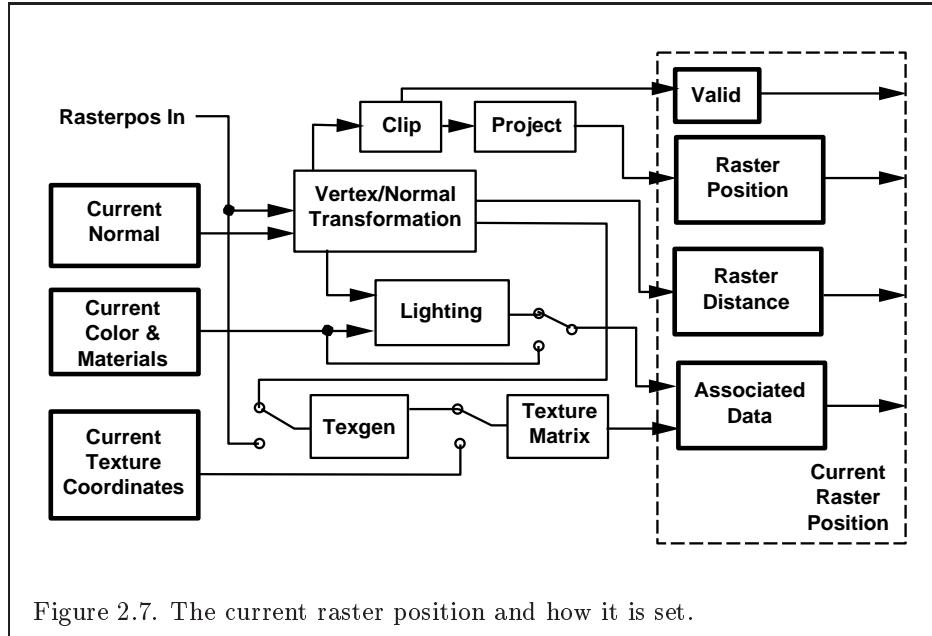 Rasterpos In
Clip
Project
Valid
Raster
Position
Vertex/Normal
Transformation
Current
Normal
Raster
Distance
Current
Color &
Materials
Lighting
Associated
Data
Texgen
Texture
Matrix
Current
Texture
Coordinates
Current
Raster
Position
Figure 2.7. The current raster position and how it is set.